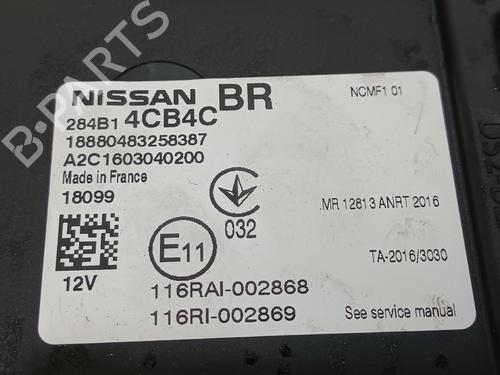 B-PARTS
NISSAN BR
NCMF1 01
284B1 4CB4C
18880483258387
A2C1603040200
Made in France
18099
032
MR 12813 ANRT 2016
E11
TA-2016/3030
12V
116RAI-002868
116RI-002869
See service manual